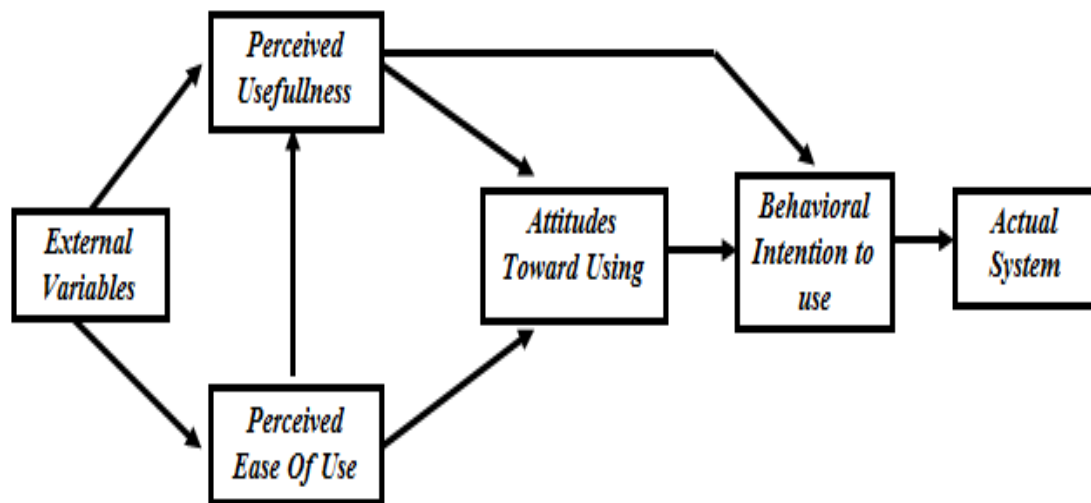 Perceived
Usefullness
External
Variables
Perceived
Ease Of Use
Attitudes
Toward Using
Behavioral
Intention to
use
Actual
System